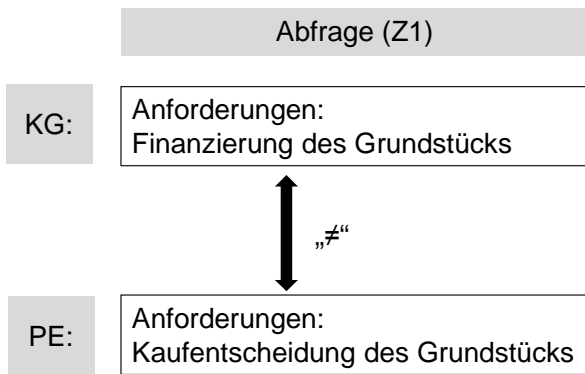 Abfrage (Z1)
KG:
Anforderungen:
Finanzierung des Grundstücks
„≠“
PE:
Anforderungen:
Kaufentscheidung des Grundstücks